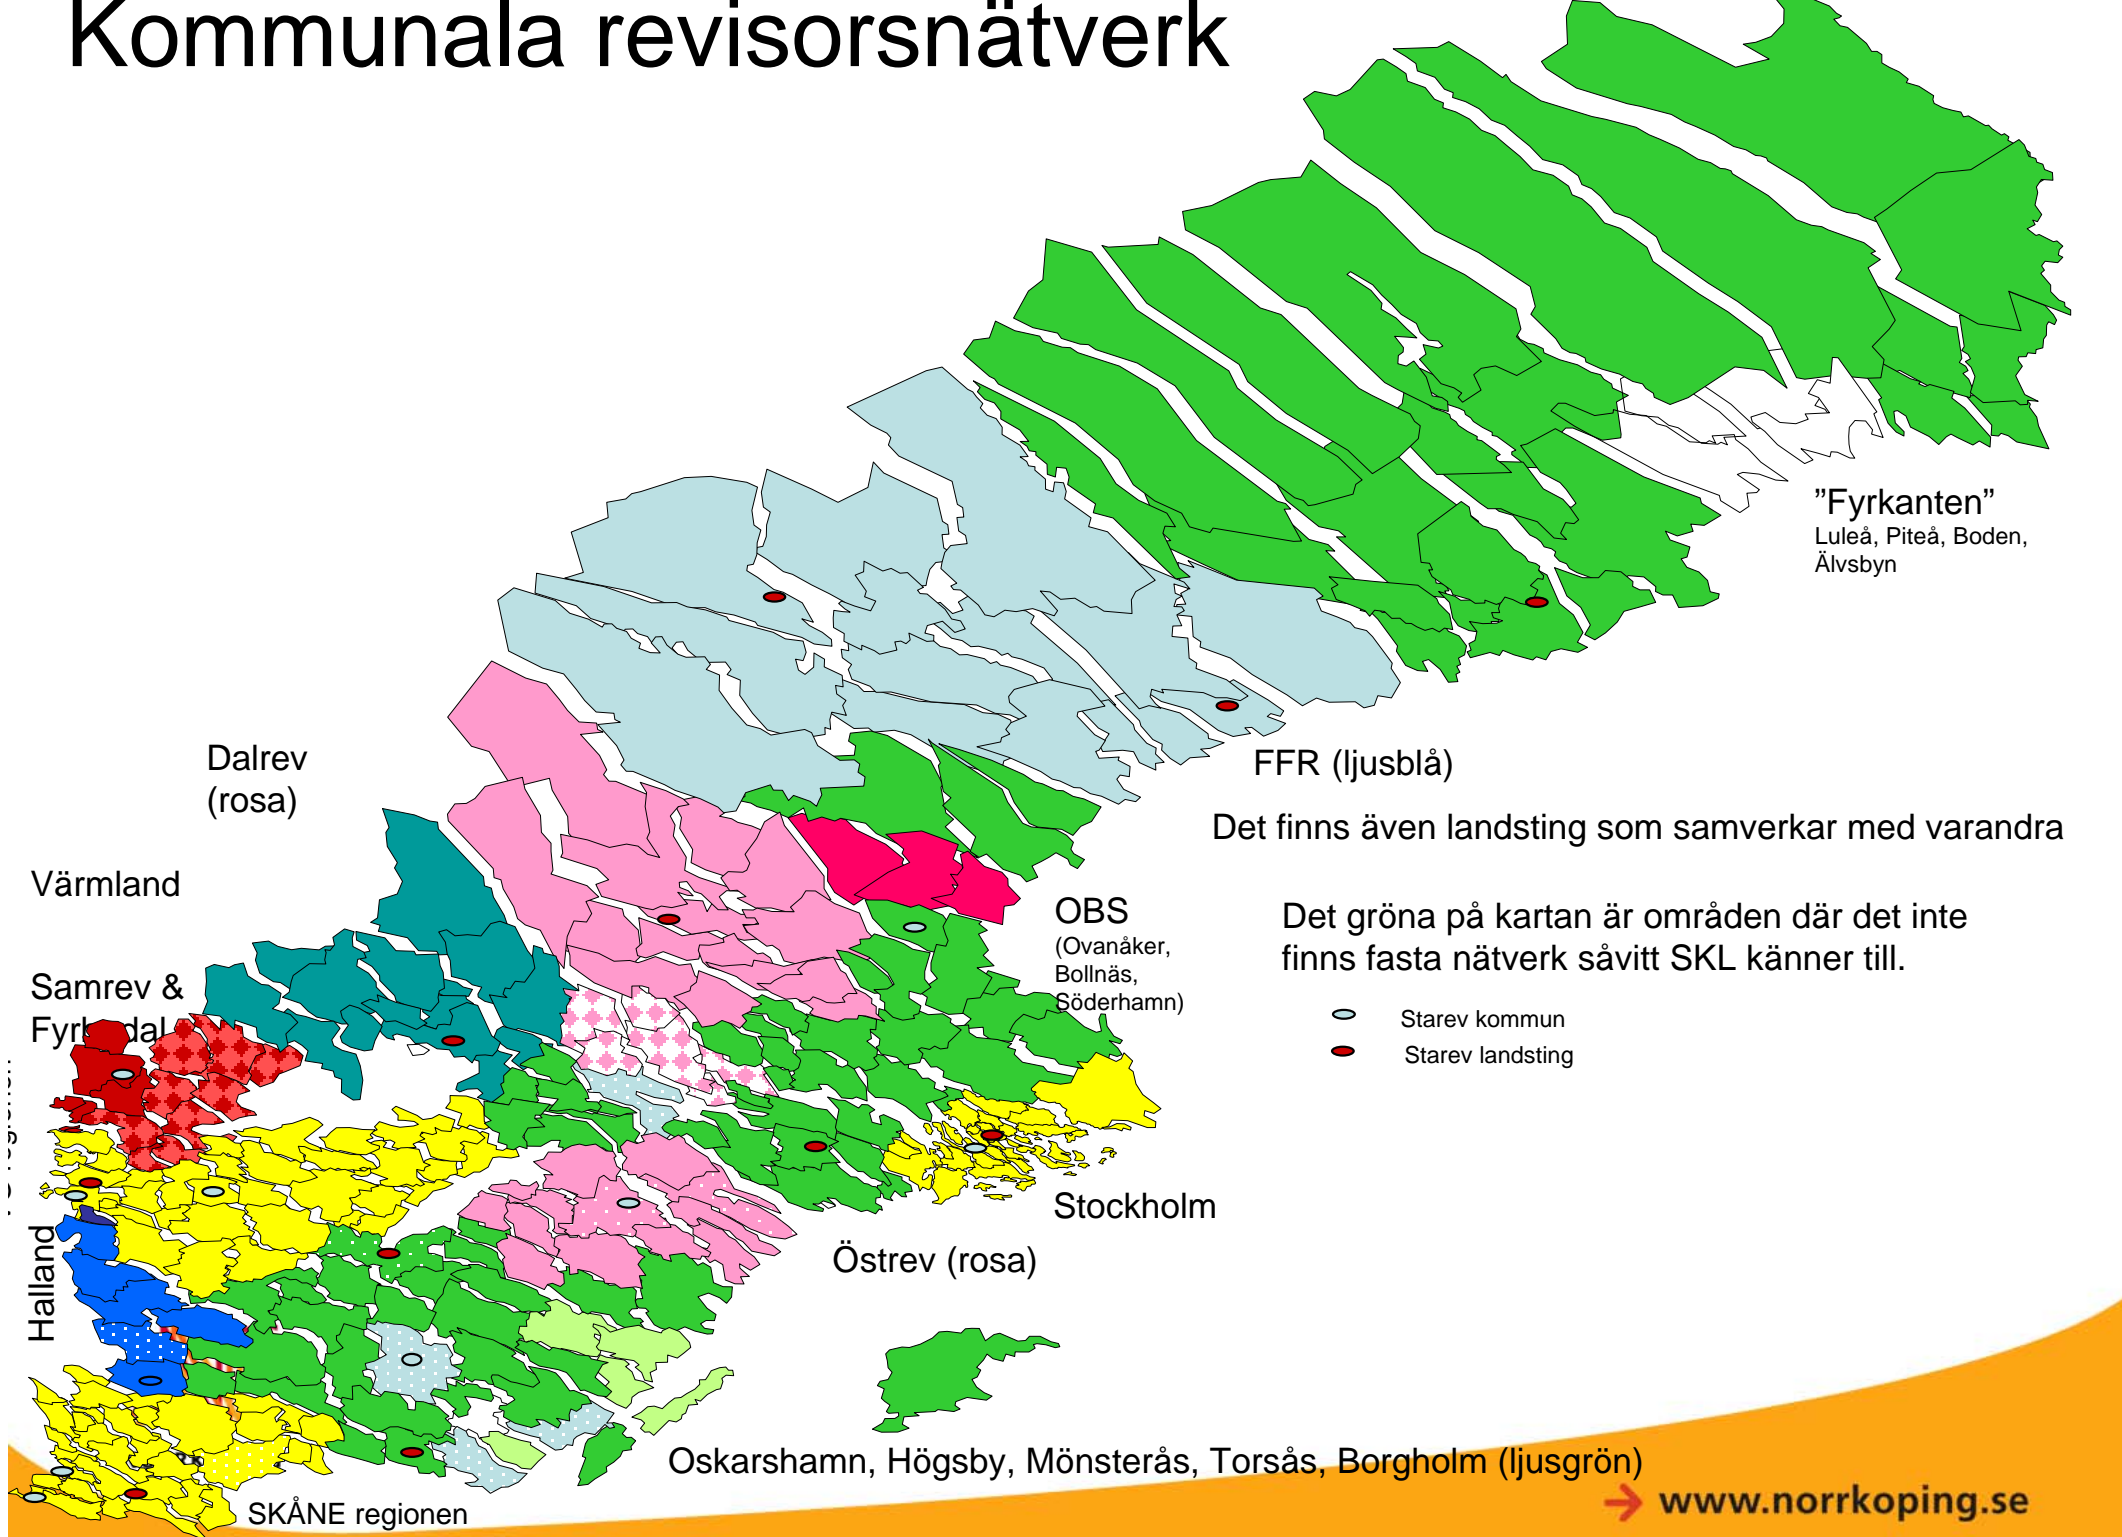 Kommunala revisorsnätverk
"Fyrkanten"
Luleå, Piteå, Boden,
Älvsbyn
Dalrev
(rosa)
FFR (ljusblå)
Det finns även landsting som samverkar med varandra
Värmland
OBS
(Ovanåker,
Bollnäs,
Söderhamn)
Det gröna på kartan är områden där det inte
finns fasta nätverk såvitt SKL känner till.
Samrev &
Starev kommun
Starev landsting
Stockholm
Östrev (rosa)
Halland
Oskarshamn, Högsby, Mönsterås, Torsås, Borgholm (ljusgrön)
SKÅNE regionen
www.norrkoping.se